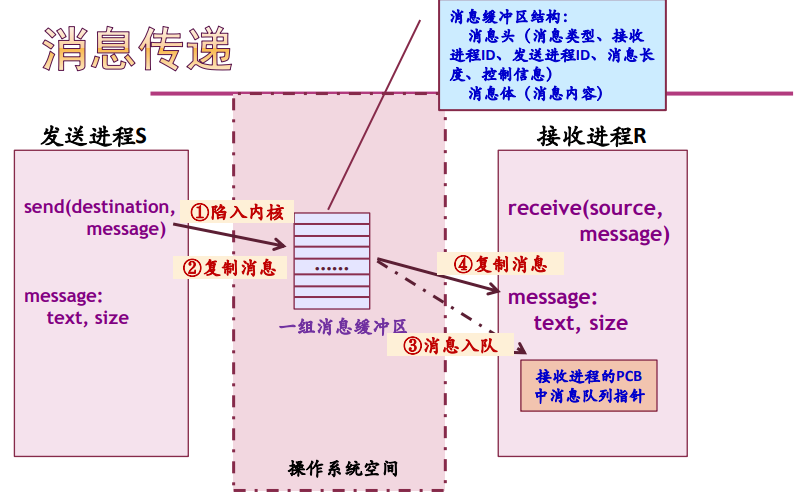 消息传递
消息缓冲区结构：
消息头（消息类型、接收
进程ID、发送进程ID、消息长
度、控制信息）
消息体（消息内容）
发送进程S
接收进程R
send(destination,
message)
①陷入内核
②复制消息
message:
text, size
……
一组消息缓冲区
④复制消息
③消息入队
receive(source,
message)
message:
text, size
接收进程的PCB
中消息队列指针
操作系统空间